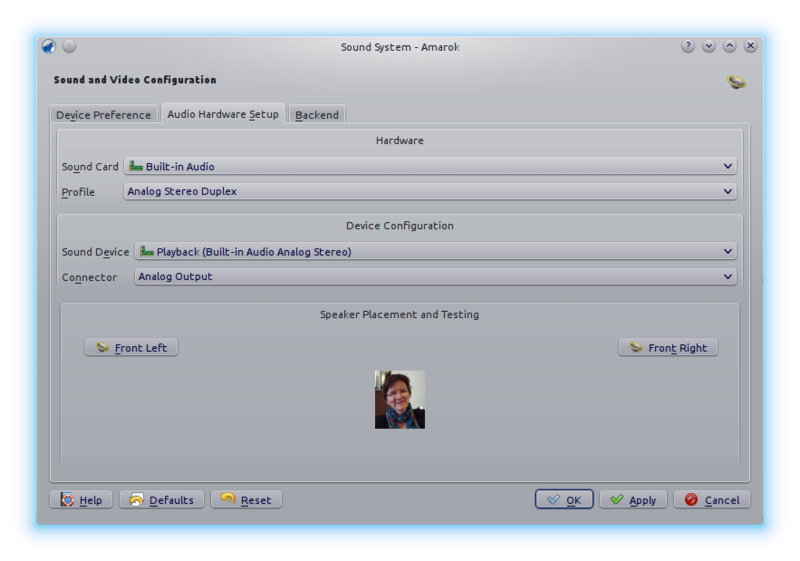 Sound System - Amarok
Sound and Video Configuration
Device Preference Audio Hardware Setup Backend
Hardware
Sound Card Built-in Audio
Profile Analog Stereo Duplex
Device Configuration
Sound Device Playback (Built-in Audio Analog Stereo)
Connector Analog Output
Speaker Placement and Testing
Front Left Front Right
Help Defaults Reset OK Apply Cancel